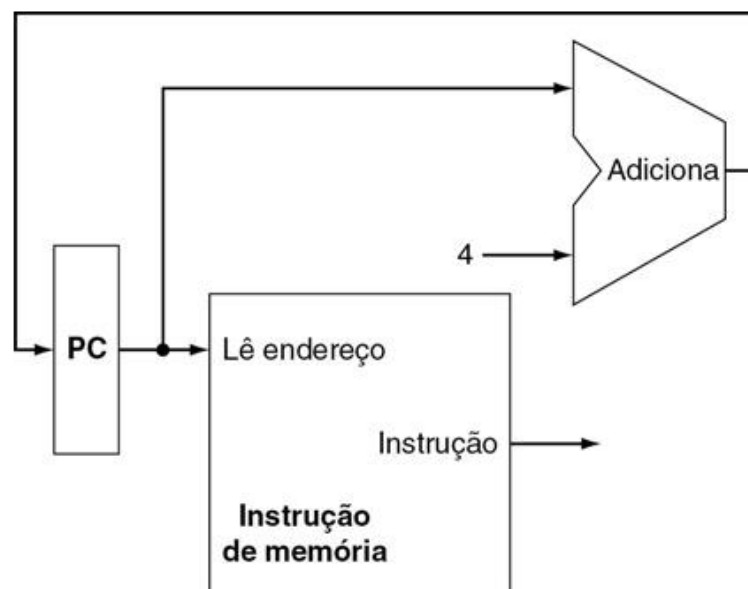 Adiciona
4
PC
Lê endereço
Instrução
Instrução
de memória